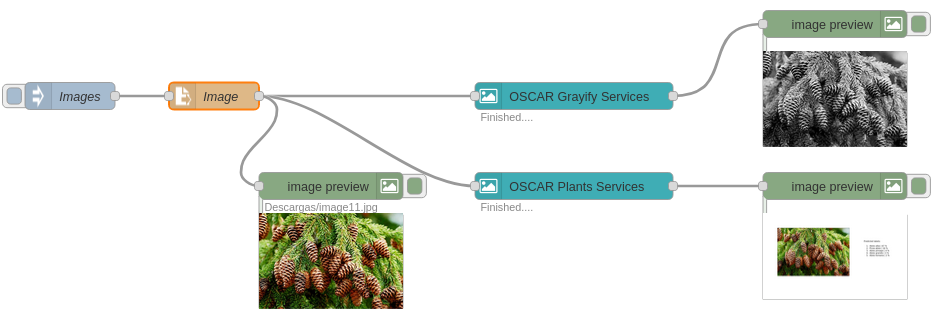 image preview
Images
Image
OSCAR Grayify Services
Finished....
image preview
Descargas/image11.jpg
OSCAR Plants Services
Finished....
image preview